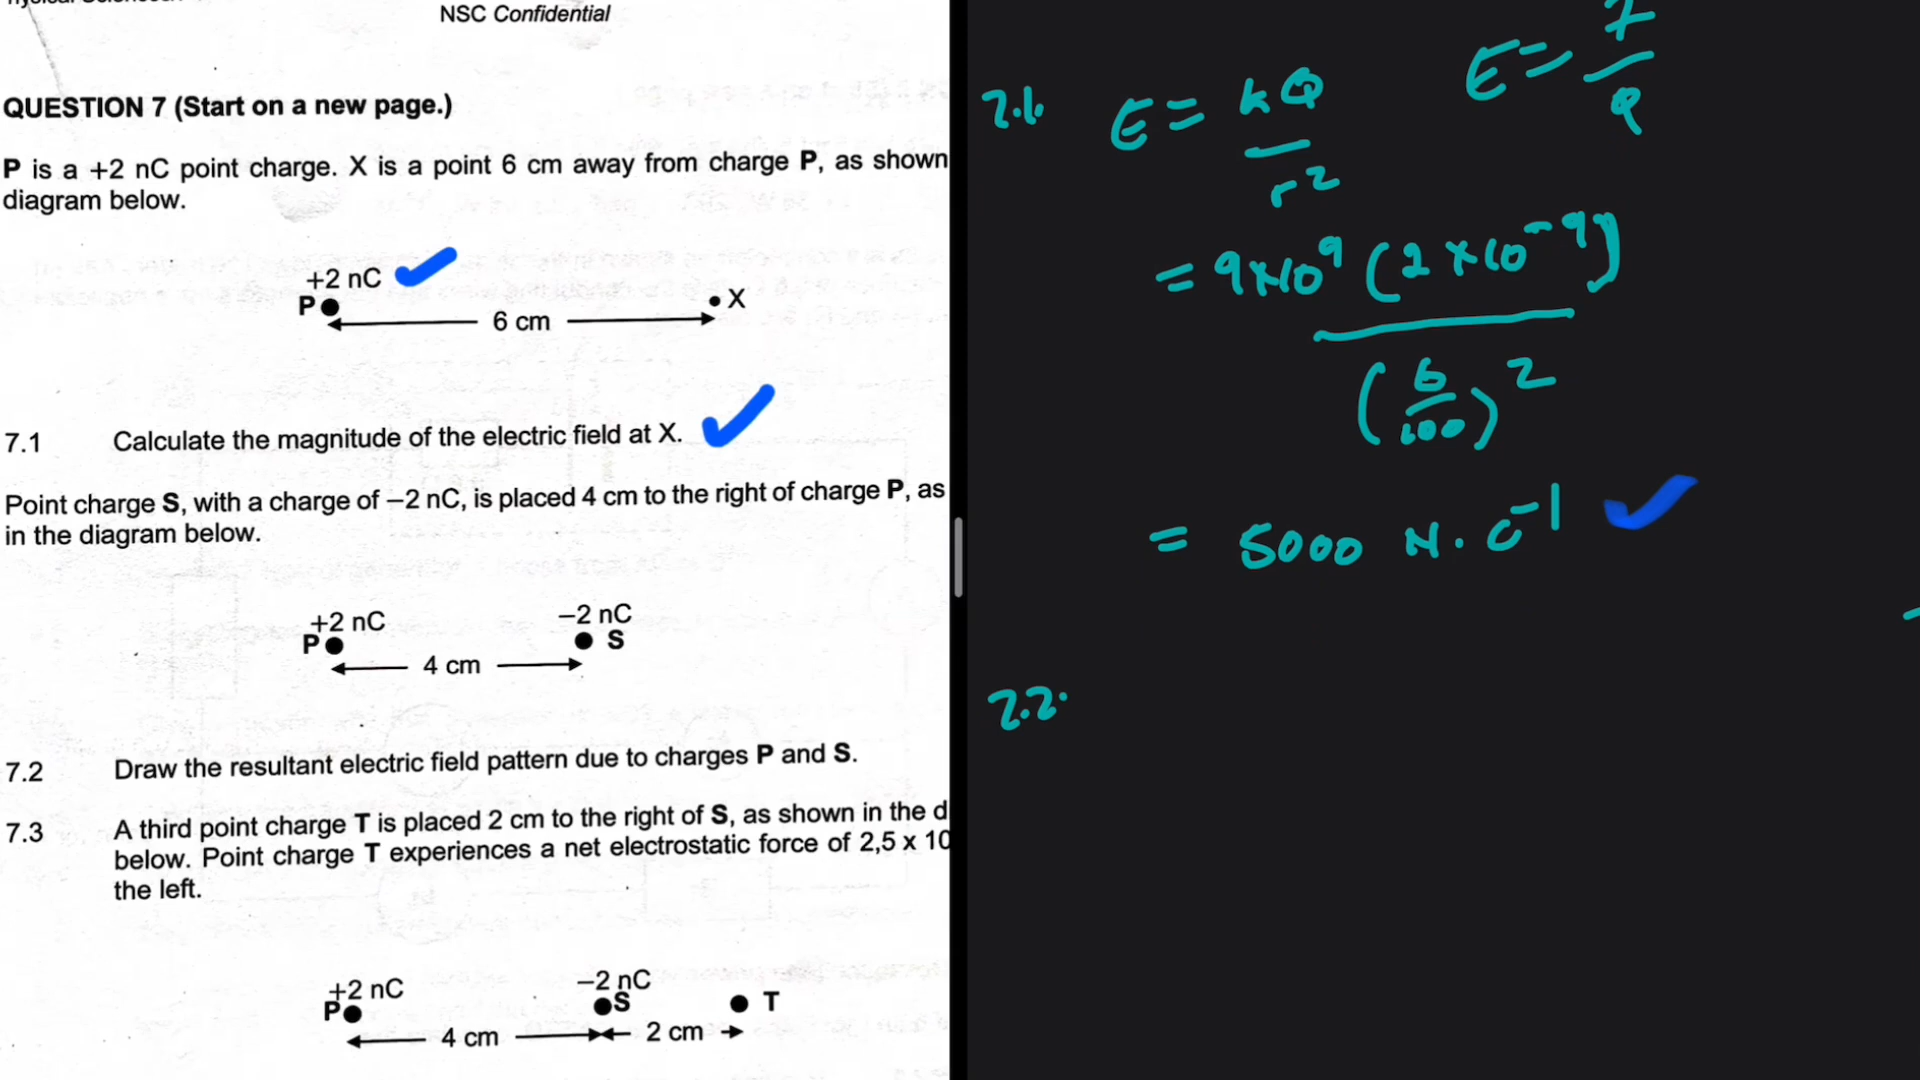 NSC Confidential
QUESTION 7 (Start on a new page.)
P is a +2 nC point charge. X is a point 6 cm away from charge P, as shown
diagram below.
+2 nC
P
X
6 cm
7.1 Calculate the magnitude of the electric field at X.
Point charge S, with a charge of –2 nC, is placed 4 cm to the right of charge P, as
in the diagram below.
+2 nC
–2 nC
P
S
4 cm
7.2 Draw the resultant electric field pattern due to charges P and S.
7.3 A third point charge T is placed 2 cm to the right of S, as shown in the d
below. Point charge T experiences a net electrostatic force of 2,5 x 10
the left.
+2 nC
–2 nC
P
S
T
4 cm
2 cm
7.1. E = kQ / r² E = F / Q
= 9×10⁹ (2 ×10⁻⁹) / (6/100)²
= 5000 N.C⁻¹
7.2.